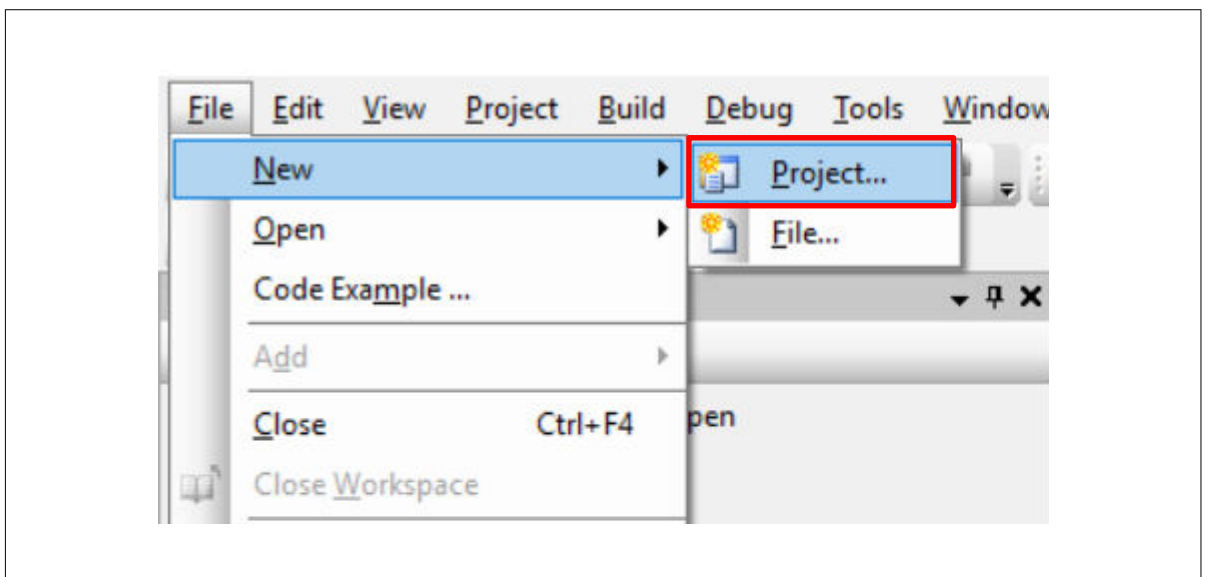 File Edit View Project Build Debug Tools Window
New Project...
Open File...
Code Example ...
Add
Close Ctrl+F4 pen
Close Workspace